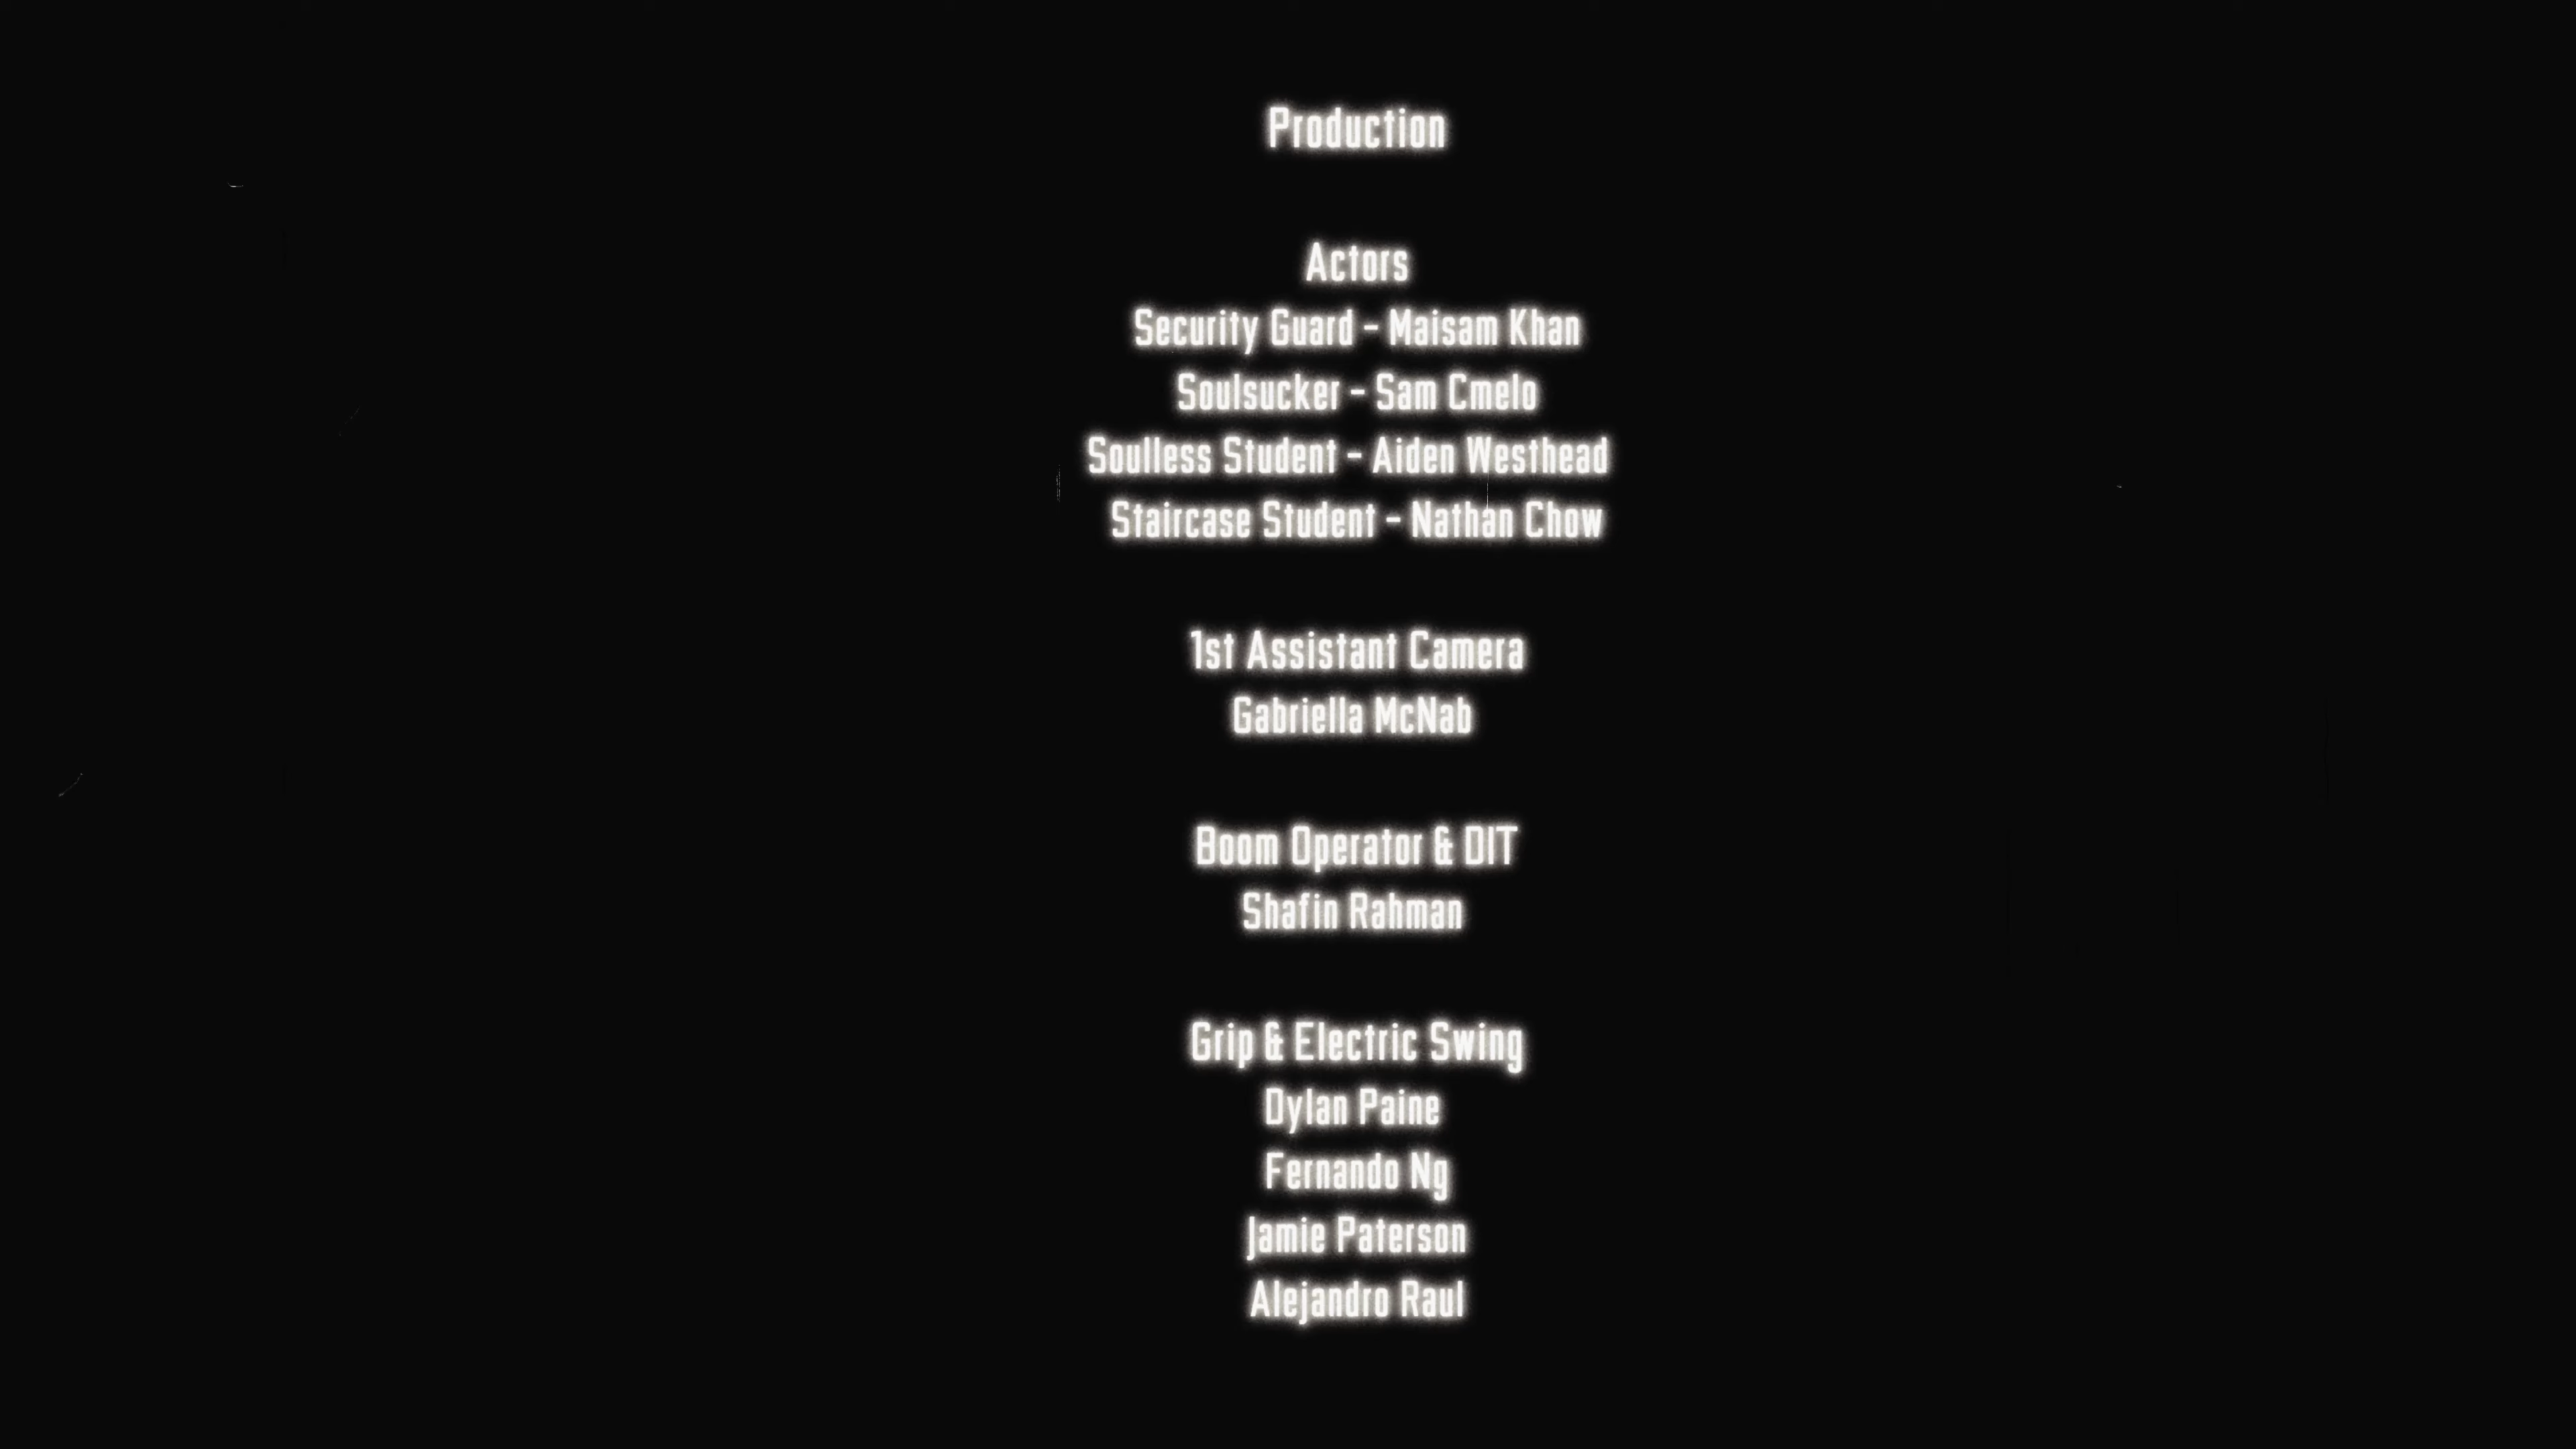 Production
Actors
Security Guard - Maisam Khan
Soulsucker - Sam Cmelo
Soulless Student - Aiden Westhead
Staircase Student - Nathan Chow
1st Assistant Camera
Gabriella McNab
Boom Operator & DIT
Shafin Rahman
Grip & Electric Swing
Dylan Paine
Fernando Ng
Jamie Paterson
Alejandro Raul